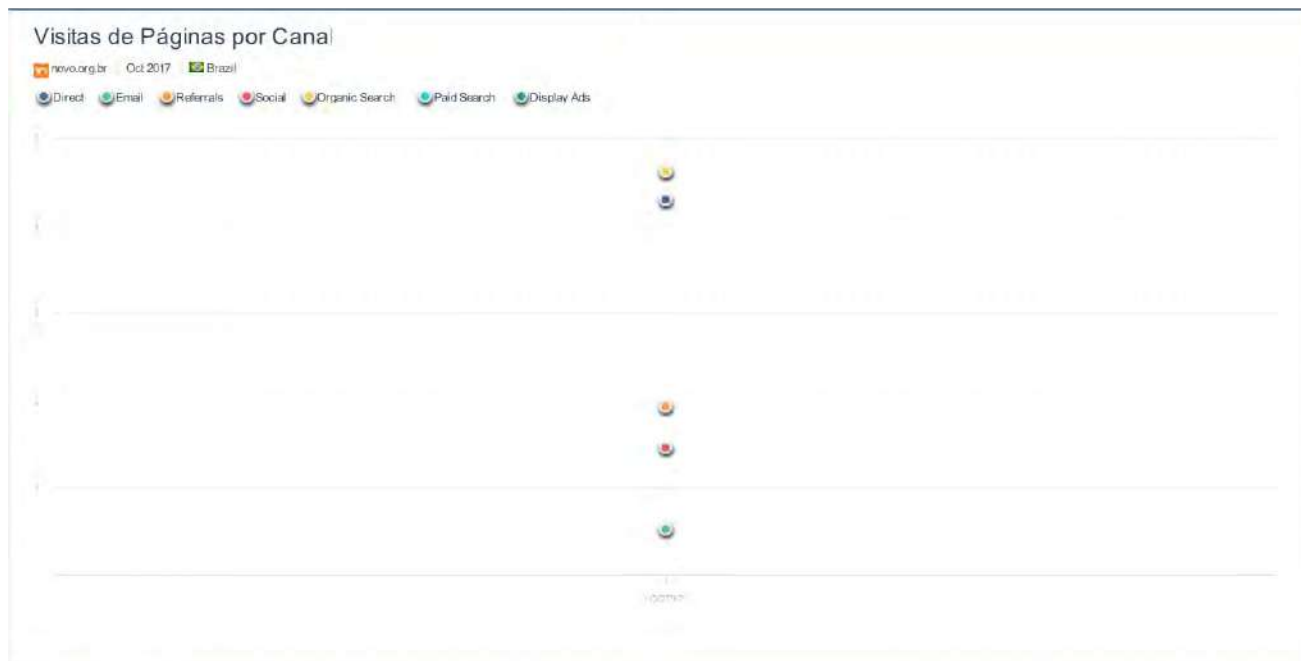 Visitas de Páginas por Canal
novo.org.br Oct 2017 Brazil
Direct Email Referrals Social Organic Search Paid Search Display Ads